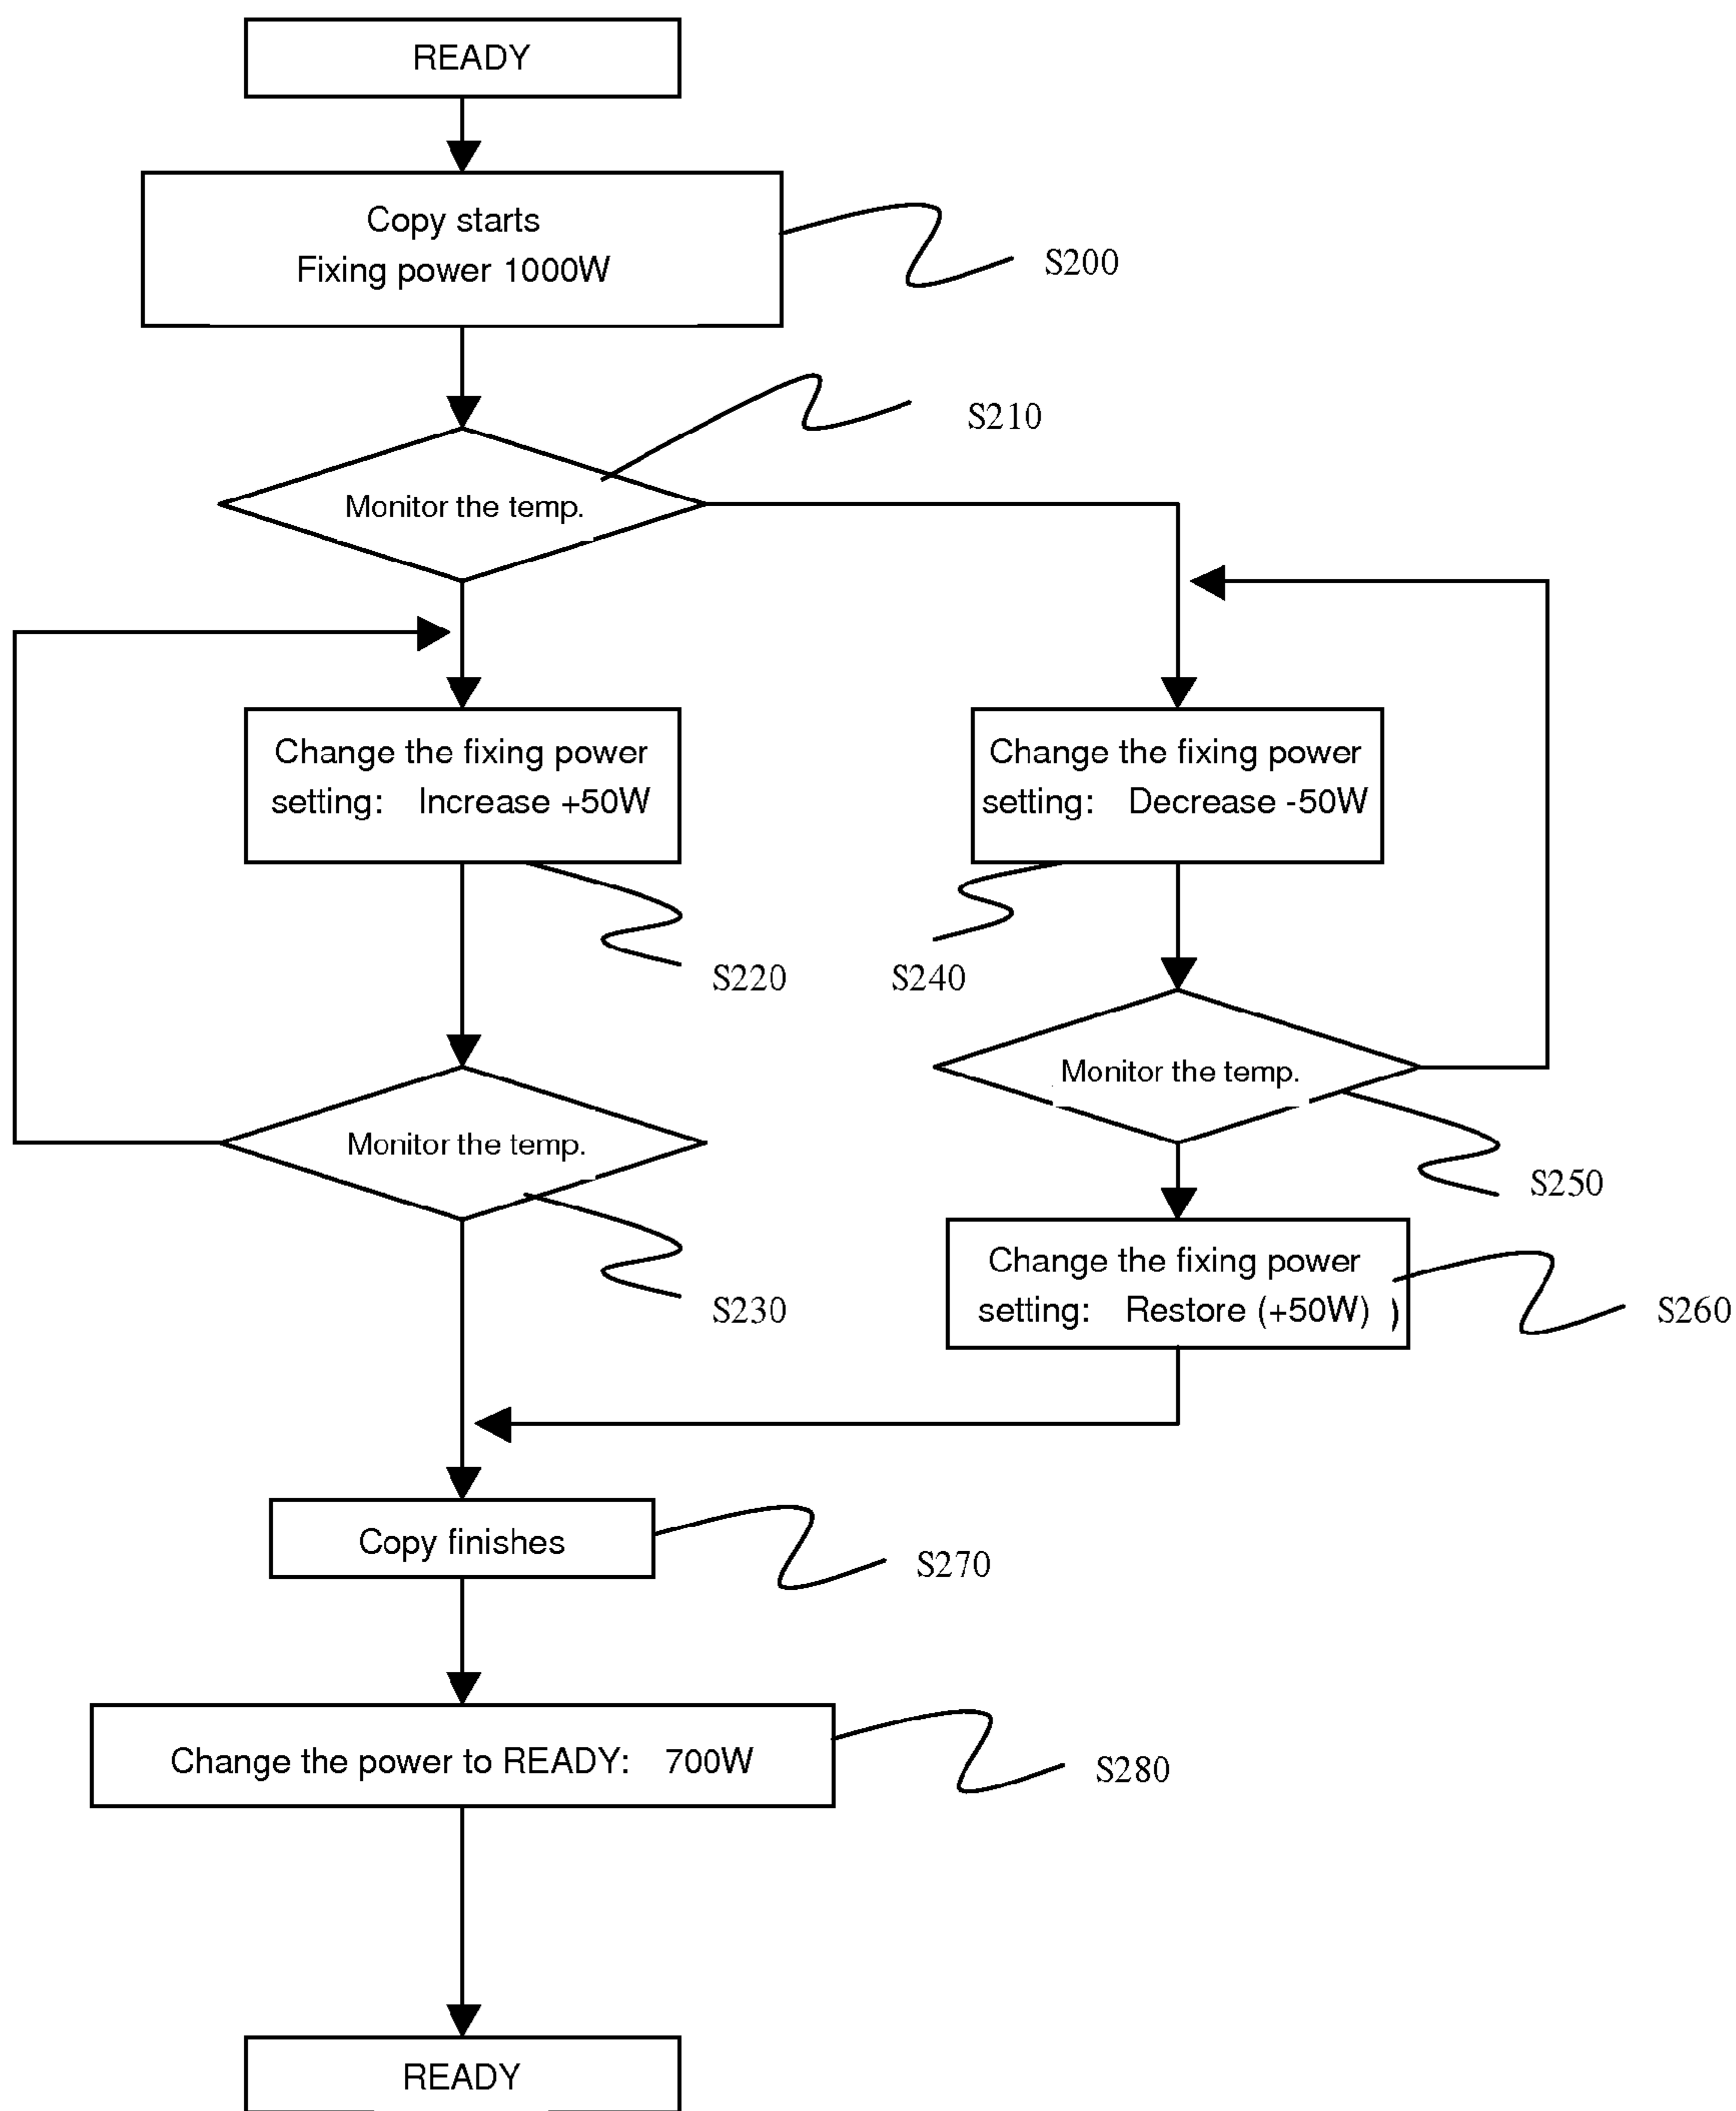 READY
Copy starts
Fixing power 1000W
S200
S210
Monitor the temp.
Change the fixing power
setting: Increase +50W
S220
Change the fixing power
setting: Decrease -50W
S240
Monitor the temp.
S250
Monitor the temp.
S230
Change the fixing power
setting: Restore (+50W) )
S260
Copy finishes
S270
Change the power to READY: 700W
S280
READY